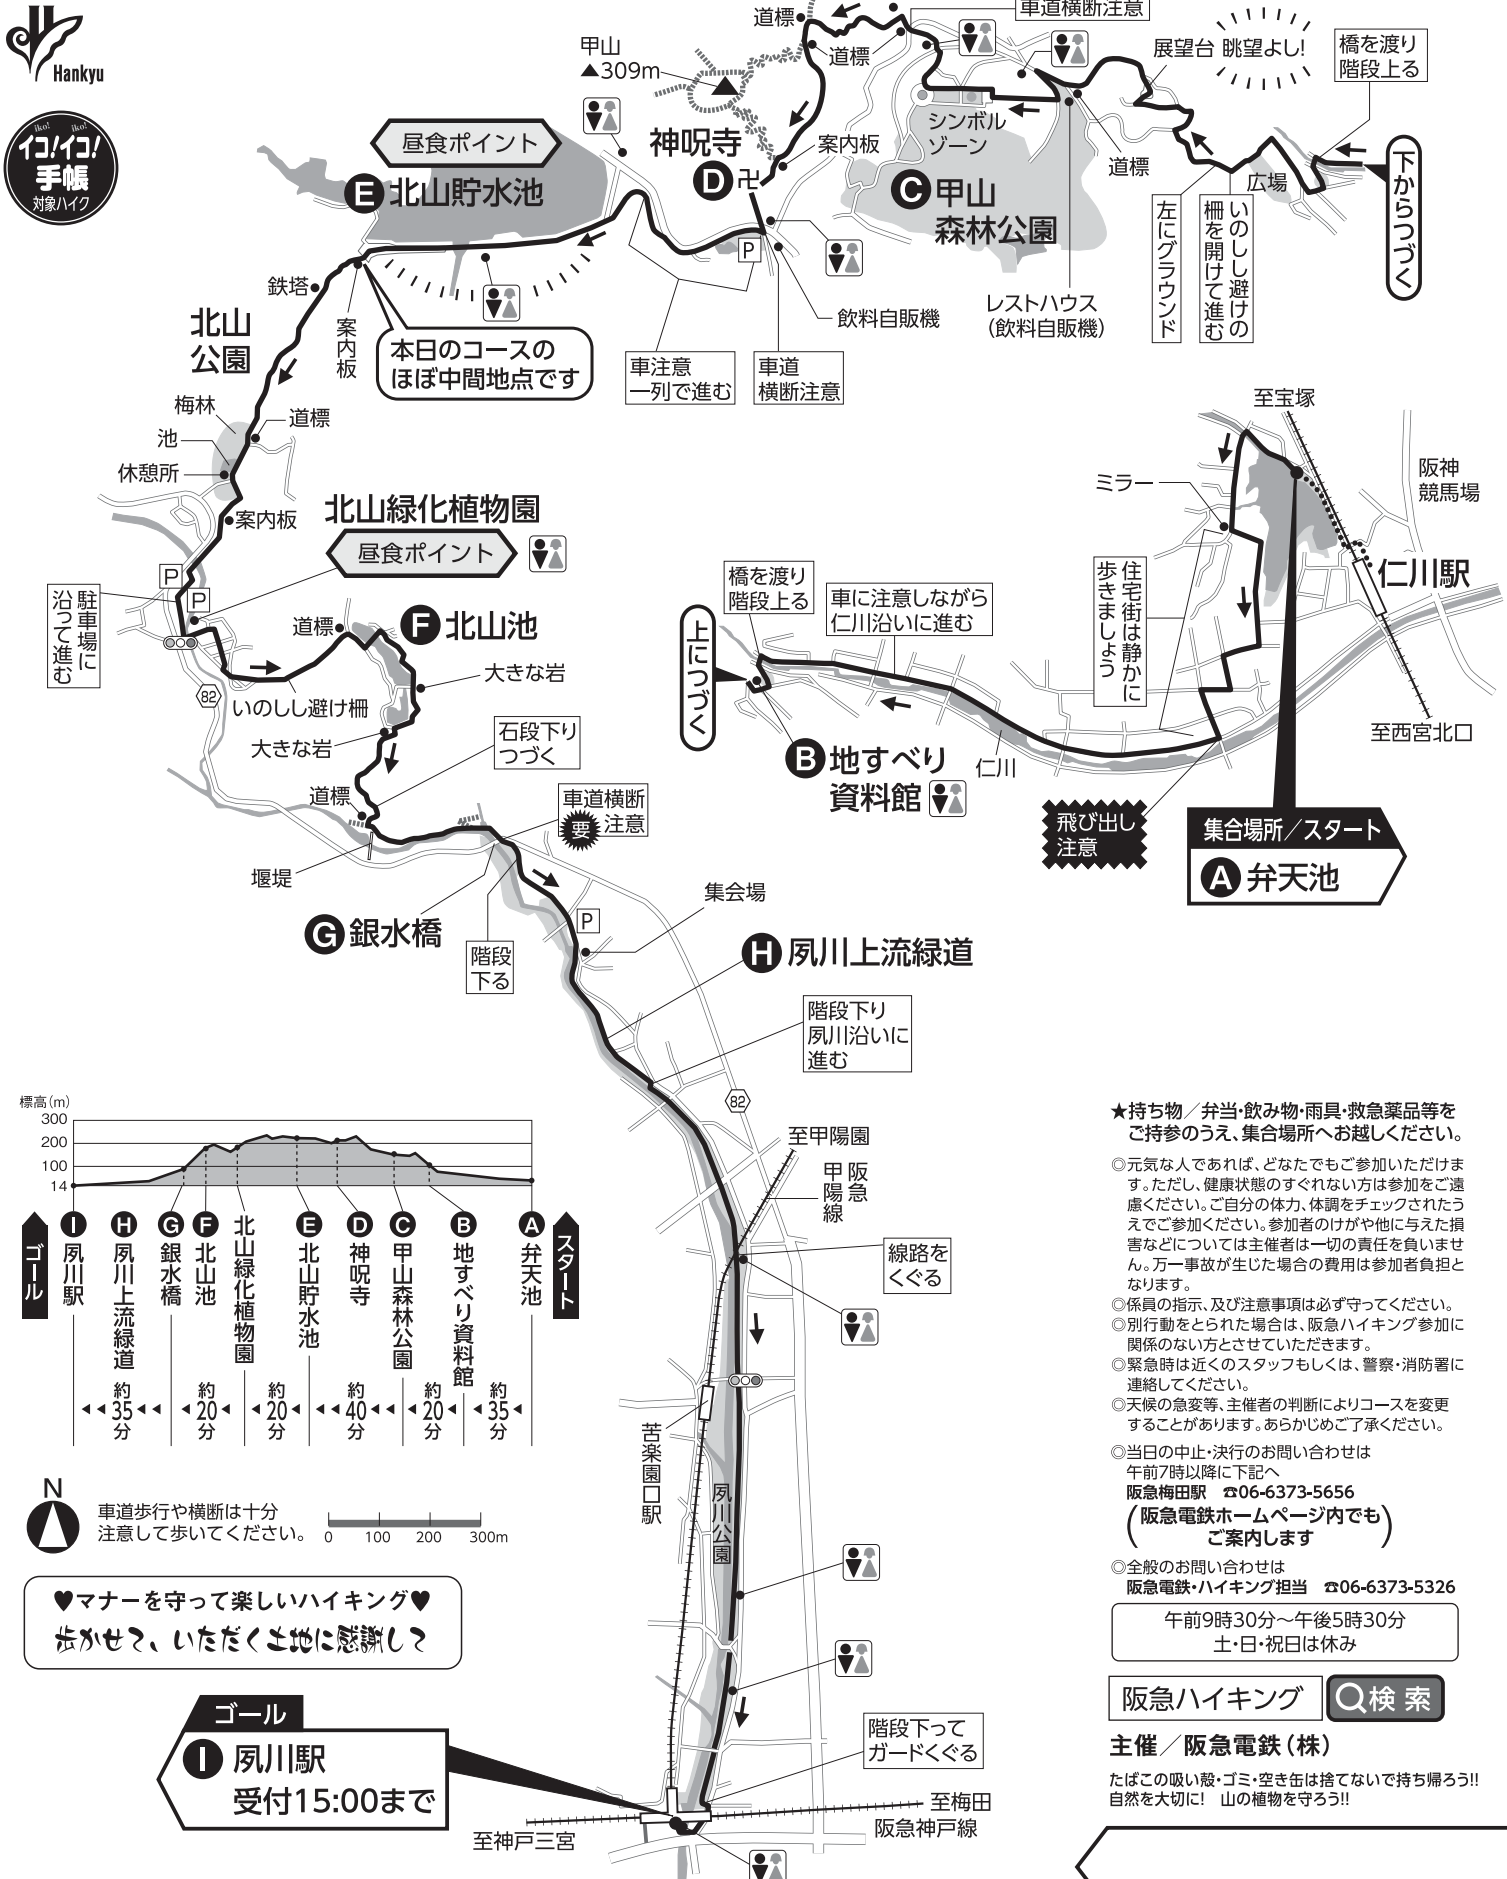 Hankyu
iko! iko!
イコ!イコ!
手帳
対象ハイク
道標
車道横断注意
甲山
▲309m
道標
展望台 眺望よし!
橋を渡り
階段上る
昼食ポイント
神呪寺
D
卍
案内板
シンボル
ゾーン
道標
広場
下からつづく
E 北山貯水池
C 甲山
森林公園
左にグラウンド
いのしし避けの
柵を開けて進む
P
鉄塔
案内板
本日のコースの
ほぼ中間地点です
車注意
一列で進む
車道
横断注意
飲料自販機
レストハウス
(飲料自販機)
北山
公園
梅林
池
休憩所
道標
案内板
北山緑化植物園
昼食ポイント
P
P
駐車場に
沿って進む
道標
F 北山池
大きな岩
82
いのしし避け柵
大きな岩
石段下り
つづく
道標
車道横断
要 注意
堰堤
G 銀水橋
階段
下る
P
集会場
H 夙川上流緑道
階段下り
夙川沿いに
進む
至宝塚
ミラー
阪神
競馬場
仁川駅
住宅街は静かに
歩きましょう
橋を渡り
階段上る
車に注意しながら
仁川沿いに進む
上につづく
B 地すべり
資料館
仁川
至西宮北口
飛び出し
注意
集合場所/スタート
A 弁天池
82
至甲陽園
阪急
甲陽線
線路を
くぐる
苦楽園口駅
夙川公園
階段下って
ガードくぐる
至梅田
阪急神戸線
至神戸三宮
標高(m)
300
200
100
14
ゴール
I 夙川駅
H 夙川上流緑道
G 銀水橋
F 北山池
北山緑化植物園
E 北山貯水池
D 神呪寺
C 甲山森林公園
B 地すべり資料館
A 弁天池
スタート
約35分
約20分
約20分
約40分
約20分
約35分
N
車道歩行や横断は十分
注意して歩いてください。
0 100 200 300m
♥マナーを守って楽しいハイキング♥
歩かせて、いただく土地に感謝して
ゴール
I 夙川駅
受付15:00まで
★持ち物/弁当・飲み物・雨具・救急薬品等を
ご持参のうえ、集合場所へお越しください。
◎元気な人であれば、どなたでもご参加いただけま
す。ただし、健康状態のすぐれない方は参加をご遠
慮ください。ご自分の体力、体調をチェックされたう
えでご参加ください。参加者のけがや他に与えた損
害などについては主催者は一切の責任を負いませ
ん。万一事故が生じた場合の費用は参加者負担と
なります。
◎係員の指示、及び注意事項は必ず守ってください。
◎別行動をとられた場合は、阪急ハイキング参加に
関係のない方とさせていただきます。
◎緊急時は近くのスタッフもしくは、警察・消防署に
連絡してください。
◎天候の急変等、主催者の判断によりコースを変更
することがあります。あらかじめご了承ください。
◎当日の中止・決行のお問い合わせは
午前7時以降に下記へ
阪急梅田駅 ☎06-6373-5656
(阪急電鉄ホームページ内でも
ご案内します)
◎全般のお問い合わせは
阪急電鉄・ハイキング担当 ☎06-6373-5326
午前9時30分〜午後5時30分
土・日・祝日は休み
阪急ハイキング 検索
主催/阪急電鉄(株)
たばこの吸い殻・ゴミ・空き缶は捨てないで持ち帰ろう!!
自然を大切に! 山の植物を守ろう!!